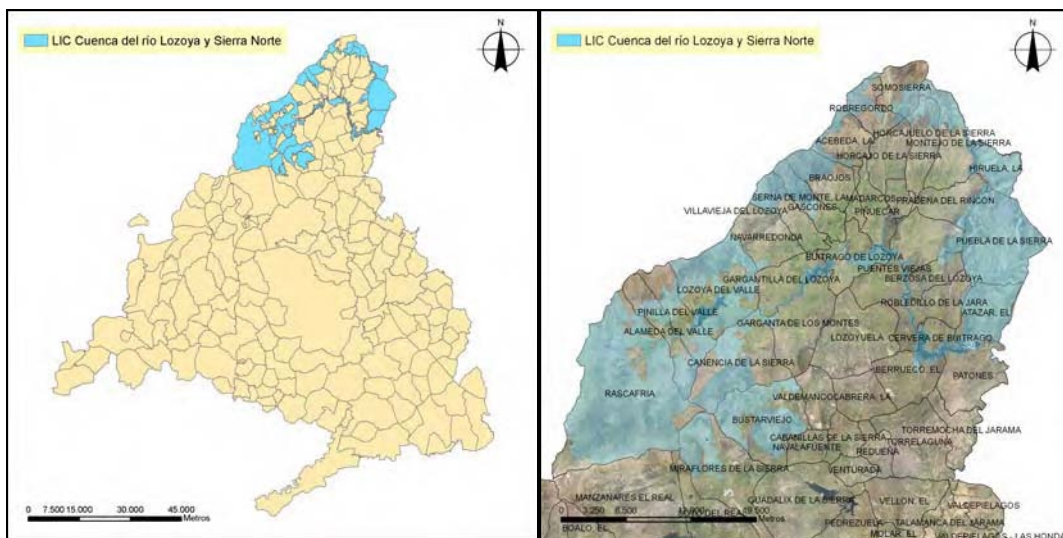 LIC Cuenca del río Lozoya y Sierra Norte
N
0 7.500 15.000 30.000 45.000
Metros
LIC Cuenca del río Lozoya y Sierra Norte
N
SOMOSIERRA
ROBREGORDO
ACEBEDA, LA
HORCAJUELO DE LA SIERRA
MONTEJO DE LA SIERRA
HORCAJO DE LA SIERRA
HIRUELA, LA
BRAOJOS
SERNA DE MONTE, LA
MADARCOS
PRADENA DEL RINCON
GASCONES
VILLAVIEJA DEL LOZOYA
PIÑUECAR
NAVARREDONDA
PUEBLA DE LA SIERRA
BUITRAGO DE LOZOYA
PUENTES VIEJAS
GARGANTILLA DEL LOZOYA
BERZOSA DEL LOZOYA
LOZOYA DEL VALLE
ROBLEDILLO DE LA JARA
PINILLA DEL VALLE
ATAZAR, EL
ALAMEDA DEL VALLE
GARGANTA DE LOS MONTES
LOZOYUELA
CERVERA DE BUITRAGO
CANENCIA DE LA SIERRA
BERRUECO, EL
PATONES
RASCAFRIA
VALDEMANCO
CABRERA, LA
BUSTARVIEJO
TORREMOCHA DEL JARAMA
CABANILLAS DE LA SIERRA
TORRELAGUNA
NAVALAFUENTE
REDUEÑA
MIRAFLORES DE LA SIERRA
VENTURADA
MANZANARES EL REAL
GUADALIX DE LA SIERRA
VELLON, EL
VALDEPIELAGOS
0 3.250 6.500
Metros
BOALO, EL
PEDREZUELA
TALAMANCA DEL JARAMA
MOLAR, EL